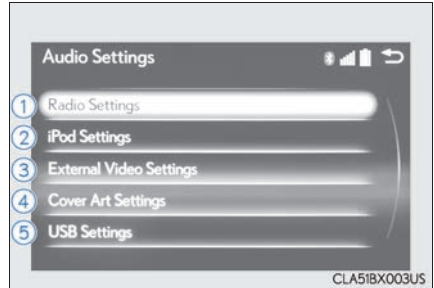 Audio Settings
1 Radio Settings
2 iPod Settings
3 External Video Settings
4 Cover Art Settings
5 USB Settings
CLA51BX003US